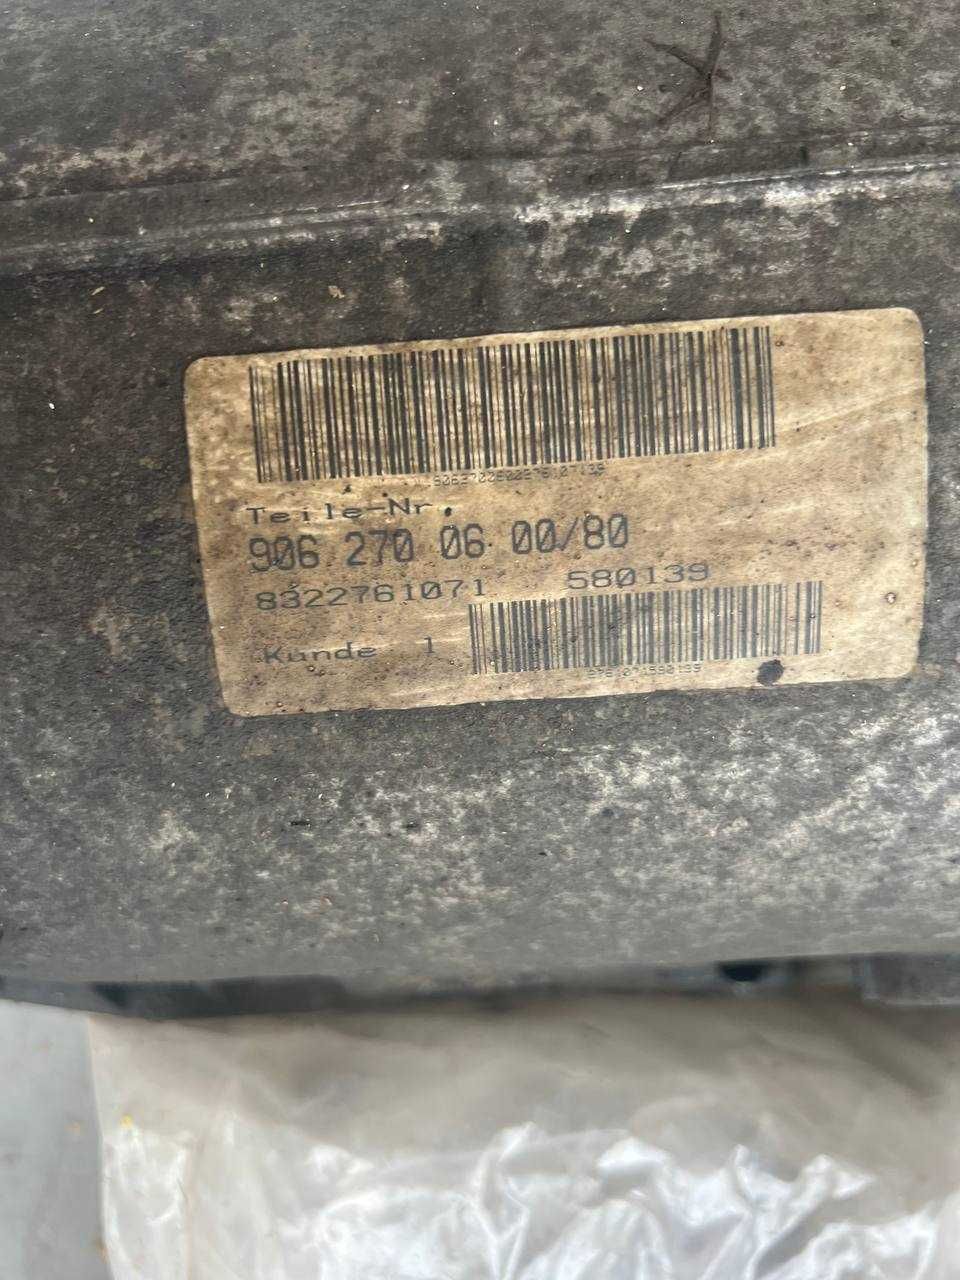 Teile-Nr.
906 270 06 00/80
8322761071 580139
Kunde 1